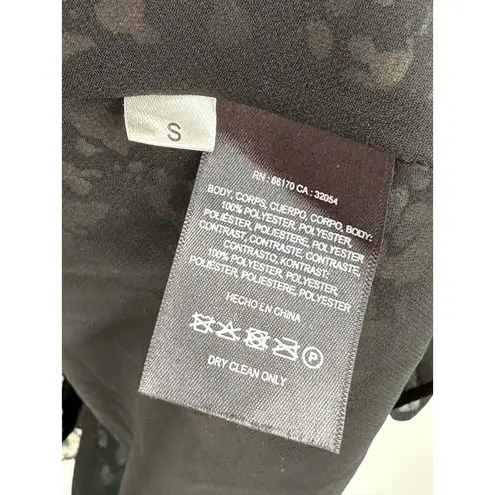 S
RN : 66170 CA : 32054
BODY, CORPS, CUERPO, CORPO, BODY:
100% POLYESTER, POLYESTER,
POLIÉSTER, POLIESTERE, POLYESTER
CONTRAST, CONTRASTE, CONTRASTE,
CONTRASTO, KONTRAST:
100% POLYESTER, POLYESTER,
POLIÉSTER, POLIESTERE, POLYESTER
HECHO EN CHINA
P
DRY CLEAN ONLY